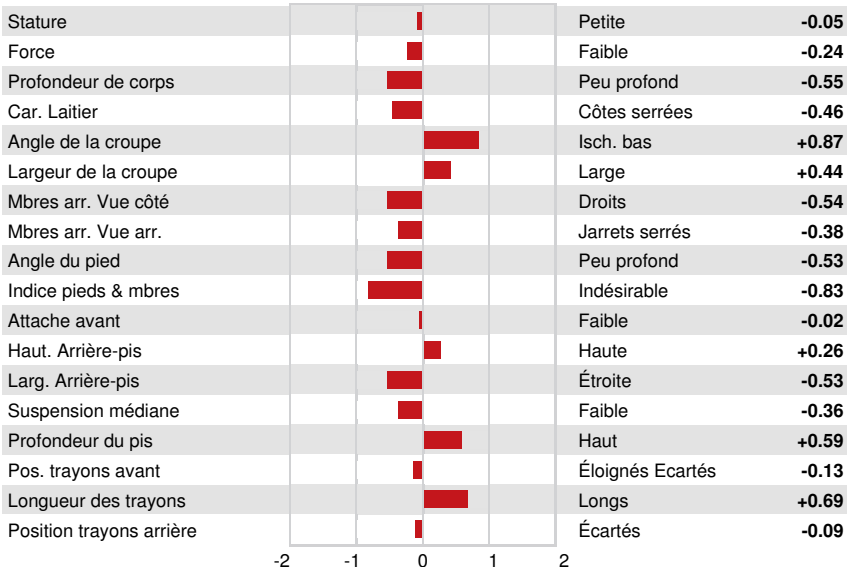 Stature Petite -0.05
Force Faible -0.24
Profondeur de corps Peu profond -0.55
Car. Laitier Côtes serrées -0.46
Angle de la croupe Isch. bas +0.87
Largeur de la croupe Large +0.44
Mbres arr. Vue côté Droits -0.54
Mbres arr. Vue arr. Jarrets serrés -0.38
Angle du pied Peu profond -0.53
Indice pieds & mbres Indésirable -0.83
Attache avant Faible -0.02
Haut. Arrière-pis Haute +0.26
Larg. Arrière-pis Étroite -0.53
Suspension médiane Faible -0.36
Profondeur du pis Haut +0.59
Pos. trayons avant Éloignés Ecartés -0.13
Longueur des trayons Longs +0.69
Position trayons arrière Écartés -0.09
-2 -1 0 1 2